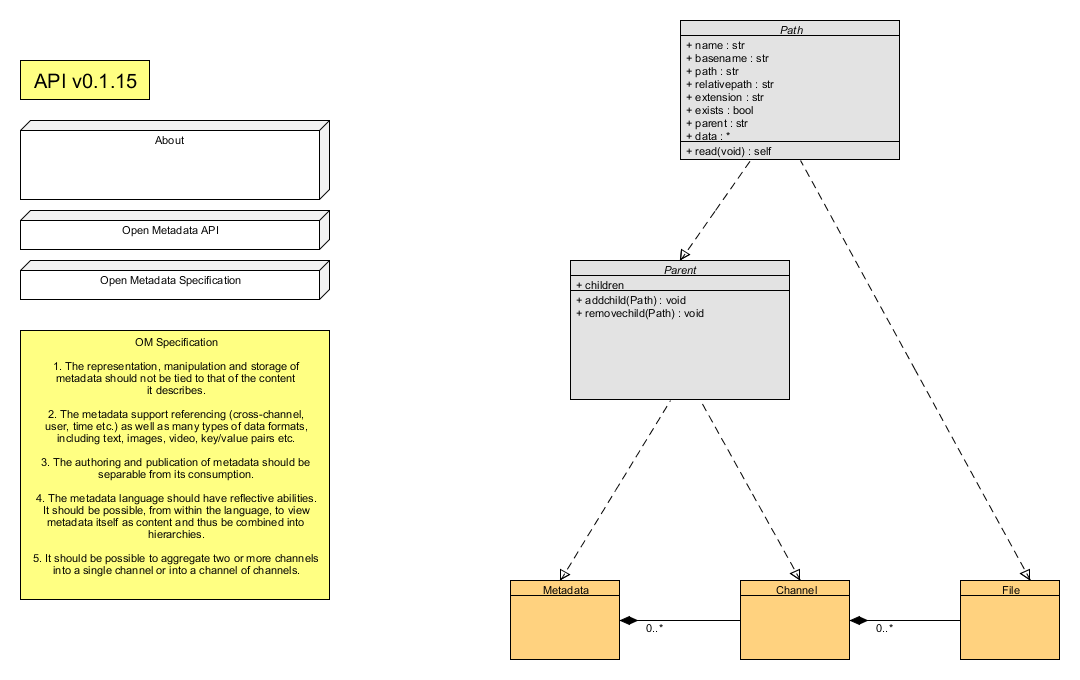 API v0.1.15
About
Open Metadata API
Open Metadata Specification
OM Specification
1. The representation, manipulation and storage of
metadata should not be tied to that of the content
it describes.
2. The metadata support referencing (cross-channel,
user, time etc.) as well as many types of data formats,
including text, images, video, key/value pairs etc.
3. The authoring and publication of metadata should be
separable from its consumption.
4. The metadata language should have reflective abilities.
It should be possible, from within the language, to view
metadata itself as content and thus be combined into
hierarchies.
5. It should be possible to aggregate two or more channels
into a single channel or into a channel of channels.
Path
+ name : str
+ basename : str
+ path : str
+ relativepath : str
+ extension : str
+ exists : bool
+ parent : str
+ data : *
+ read(void) : self
Parent
+ children
+ addchild(Path) : void
+ removechild(Path) : void
Metadata
0..*
Channel
0..*
File